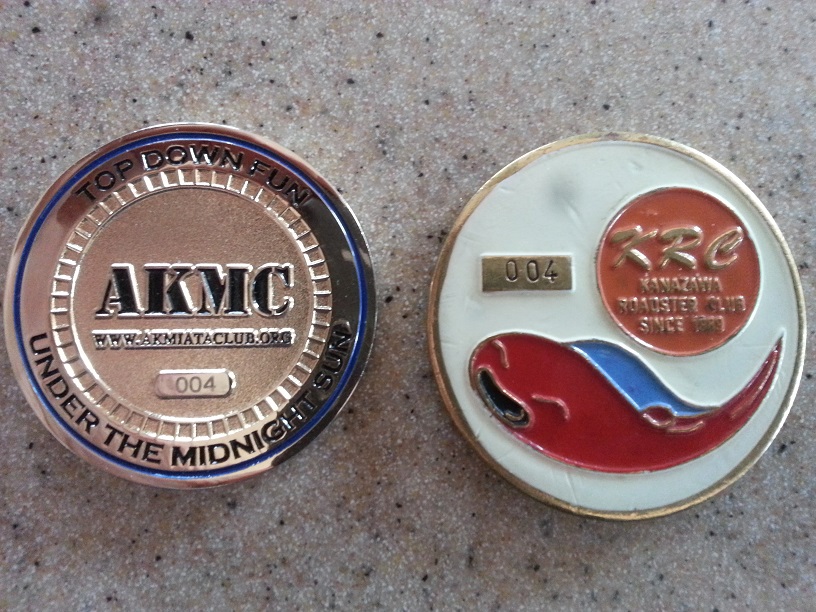 TOP DOWN FUN
AKMC
WWW.AKMIATACLUB.ORG
004
UNDER THE MIDNIGHT SUN
004
KRC
KANAZAWA
ROADSTER CLUB
SINCE